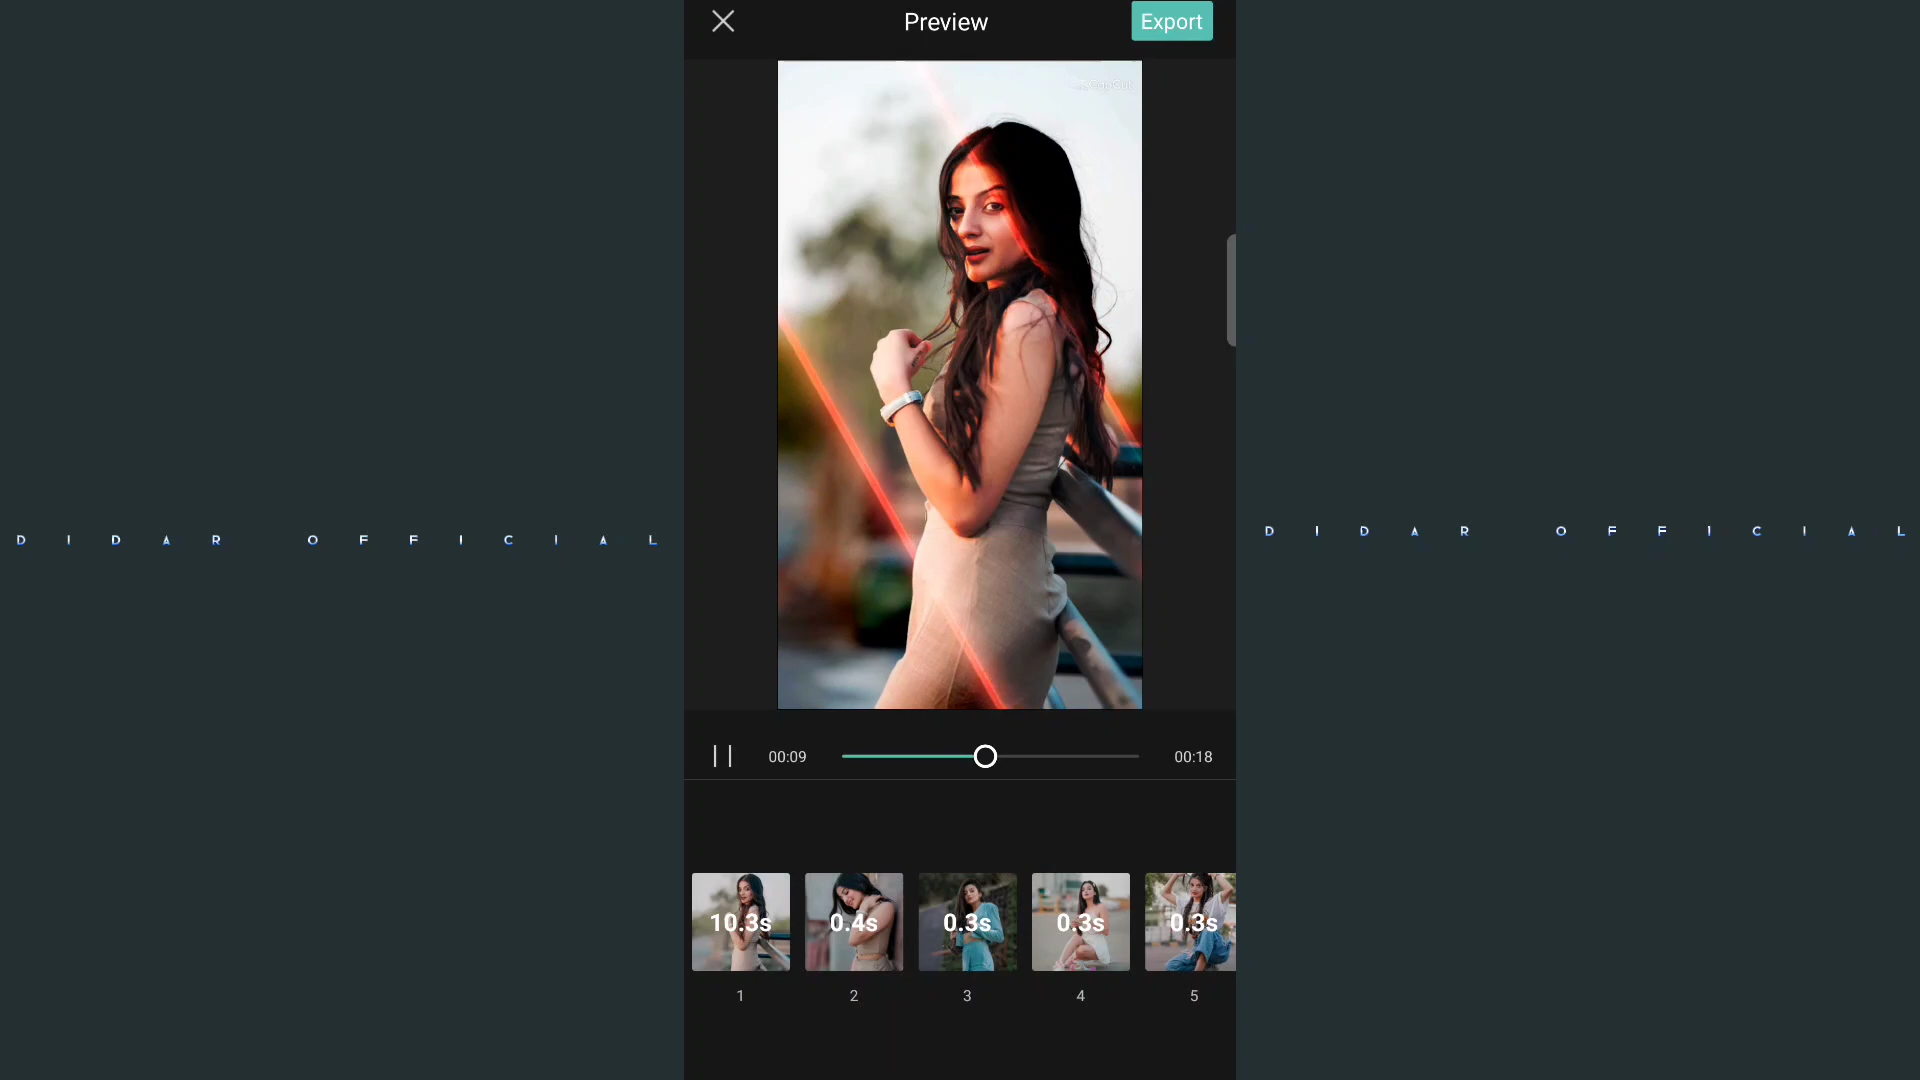 Preview
Export
CapCut
DIDAR OFFICIAL
DIDAR OFFICIAL
00:09
00:18
10.3s
0.4s
0.3s
0.3s
0.3s
1
2
3
4
5